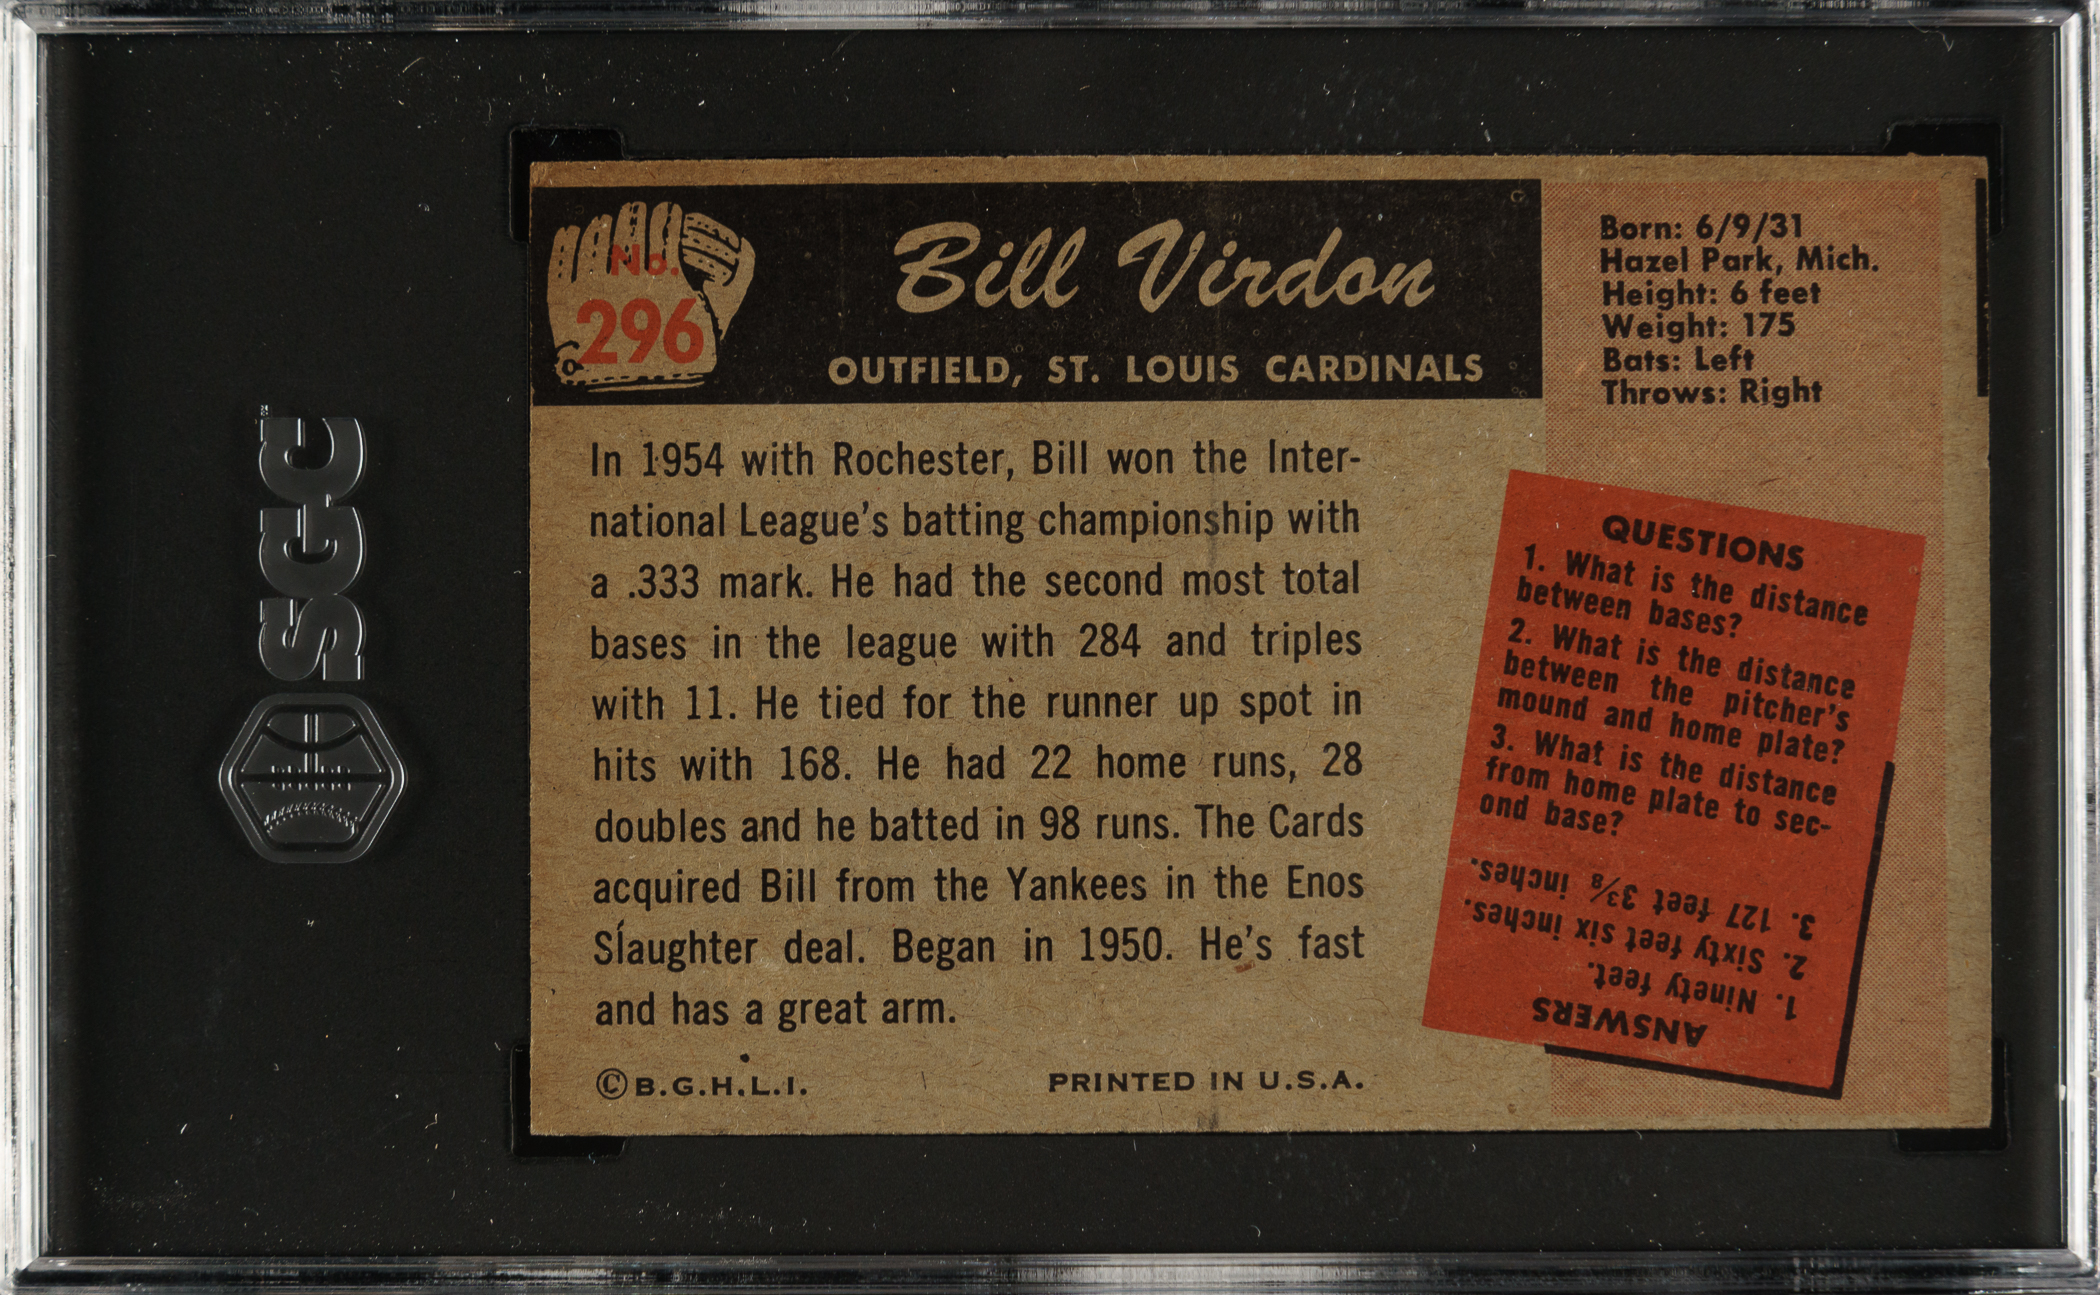 SGC
No.
296
Bill Virdon
OUTFIELD, ST. LOUIS CARDINALS
Born: 6/9/31
Hazel Park, Mich.
Height: 6 feet
Weight: 175
Bats: Left
Throws: Right
In 1954 with Rochester, Bill won the Inter-
national League's batting championship with
a .333 mark. He had the second most total
bases in the league with 284 and triples
with 11. He tied for the runner up spot in
hits with 168. He had 22 home runs, 28
doubles and he batted in 98 runs. The Cards
acquired Bill from the Yankees in the Enos
Slaughter deal. Began in 1950. He's fast
and has a great arm.
©B.G.H.L.I.
PRINTED IN U.S.A.
QUESTIONS
1. What is the distance
between bases?
2. What is the distance
between the pitcher's
mound and home plate?
3. What is the distance
from home plate to sec-
ond base?
ANSWERS
1. Ninety feet.
2. Sixty feet six inches.
3. 127 feet 3⅜ inches.